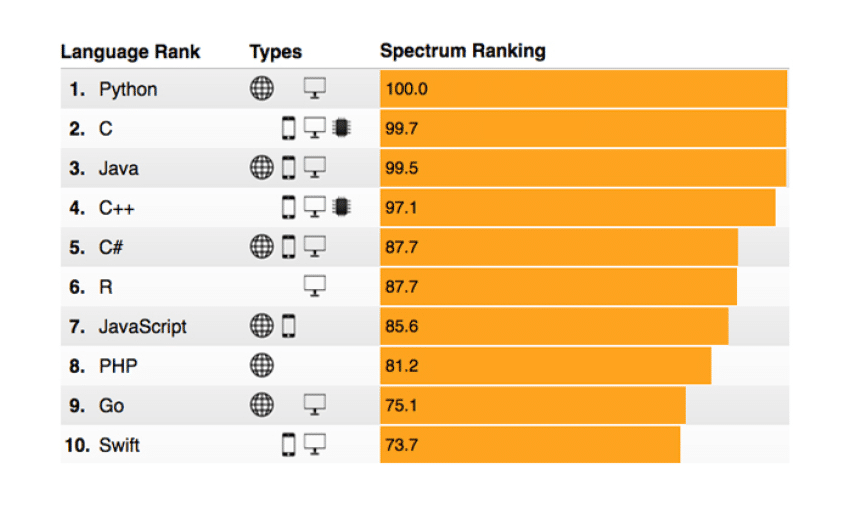 Language Rank Types Spectrum Ranking
1. Python 100.0
2. C 99.7
3. Java 99.5
4. C++ 97.1
5. C# 87.7
6. R 87.7
7. JavaScript 85.6
8. PHP 81.2
9. Go 75.1
10. Swift 73.7